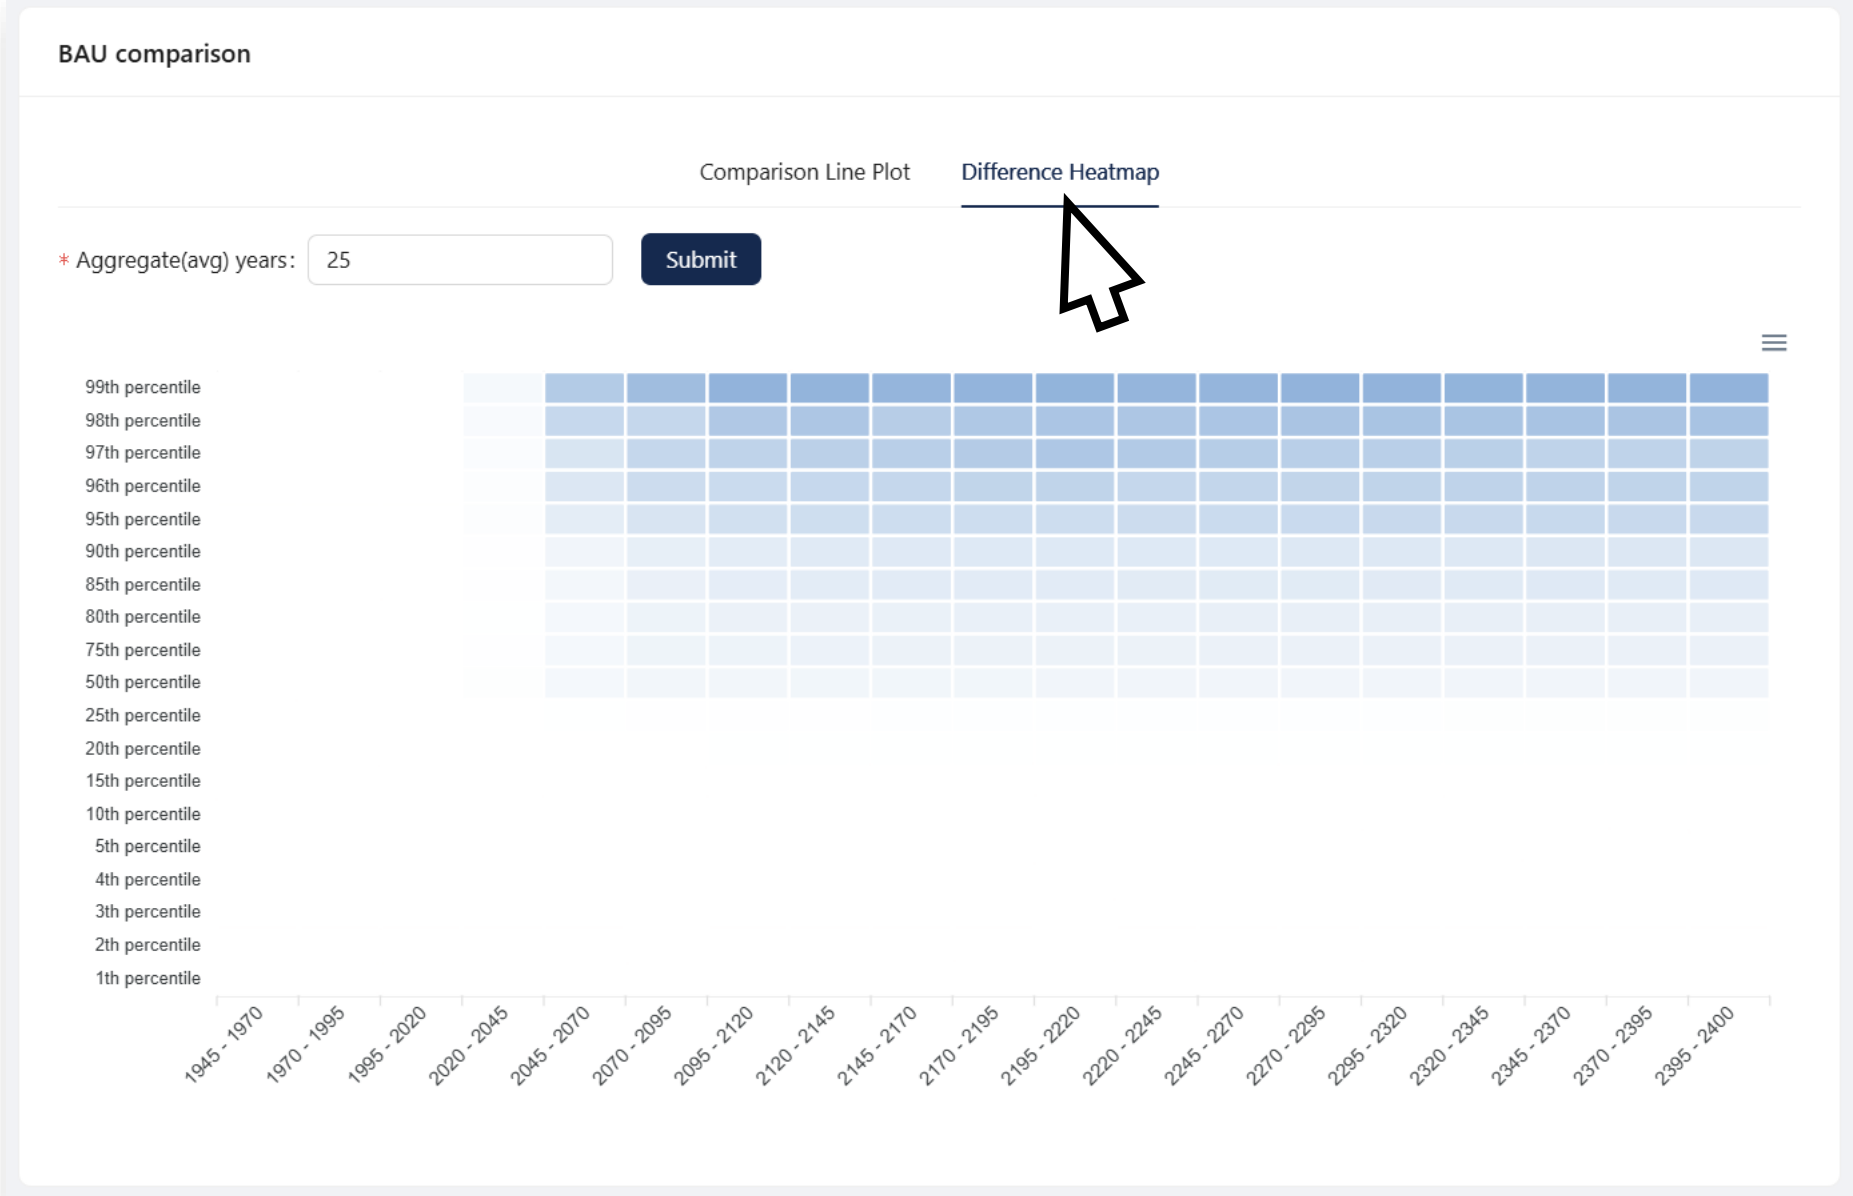 BAU comparison
Comparison Line Plot
Difference Heatmap
* Aggregate(avg) years: 25
Submit
99th percentile
98th percentile
97th percentile
96th percentile
95th percentile
90th percentile
85th percentile
80th percentile
75th percentile
50th percentile
25th percentile
20th percentile
15th percentile
10th percentile
5th percentile
4th percentile
3th percentile
2th percentile
1th percentile
1945 - 1970
1970 - 1995
1995 - 2020
2020 - 2045
2045 - 2070
2070 - 2095
2095 - 2120
2120 - 2145
2145 - 2170
2170 - 2195
2195 - 2220
2220 - 2245
2245 - 2270
2270 - 2295
2295 - 2320
2320 - 2345
2345 - 2370
2370 - 2395
2395 - 2400